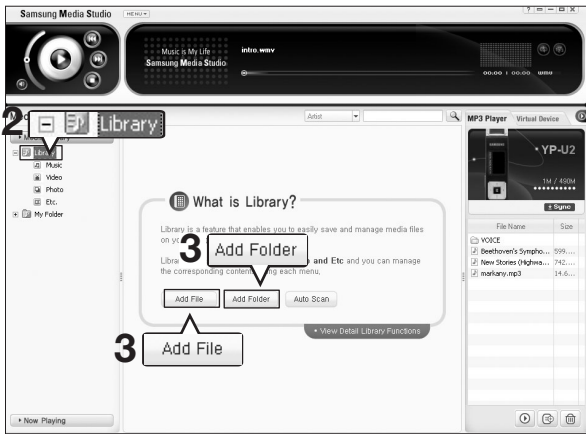 Samsung Media Studio
MENU
Music is My Life
Samsung Media Studio
intro.wmv
00:00 I 00:00 WMV
2
Library
Library
Music
Video
Photo
Etc.
My Folder
Now Playing
Artist
What is Library?
Library is a feature that enables you to easily save and manage media files
on
3 Add Folder
and Etc and you can manage
the corresponding content each menu,
Add File
Add Folder
Auto Scan
View Detail Library Functions
3 Add File
MP3 Player
Virtual Device
YP-U2
1M / 490M
Sync
File Name Size
VOICE
Beethoven's Sympho... 599....
New Stories (Highwa... 742....
markany.mp3 14.6...